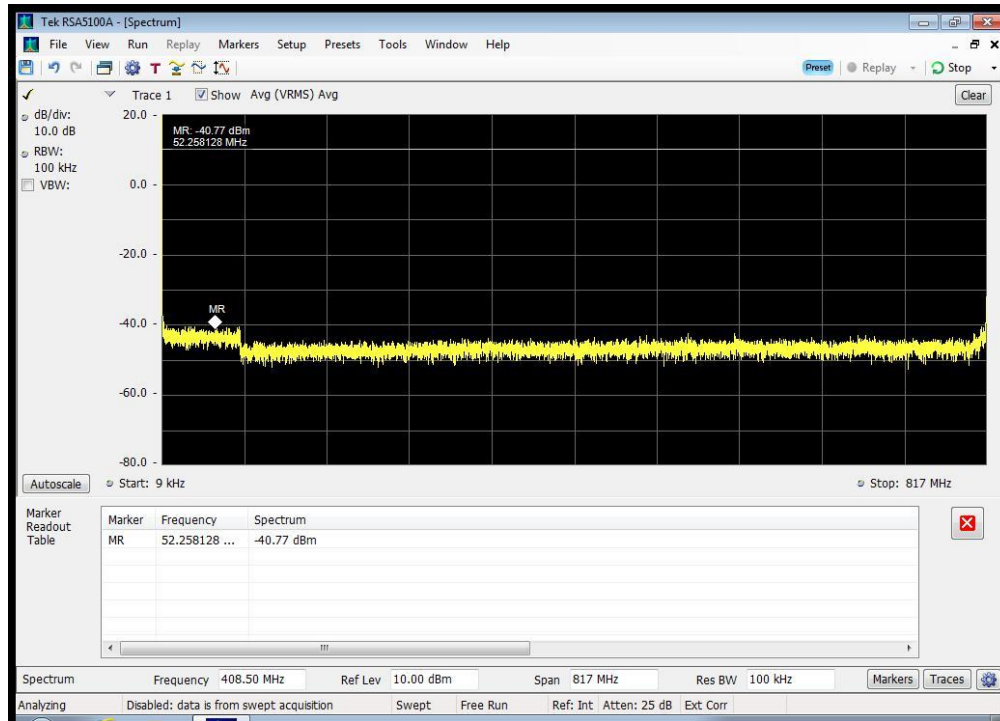 Tek RSA5100A - [Spectrum]
File View Run Replay Markers Setup Presets Tools Window Help
T Preset Replay Stop
Trace 1 Show Avg (VRMS) Avg Clear
dB/div:
10.0 dB
RBW:
100 kHz
VBW:
20.0
0.0
-20.0
-40.0
-60.0
-80.0
MR: -40.77 dBm
52.258128 MHz
MR
Autoscale Start: 9 kHz Stop: 817 MHz
Marker
Readout
Table
Marker Frequency Spectrum
MR 52.258128 ... -40.77 dBm
Spectrum Frequency 408.50 MHz Ref Lev 10.00 dBm Span 817 MHz Res BW 100 kHz Markers Traces
Analyzing Disabled: data is from swept acquisition Swept Free Run Ref: Int Atten: 25 dB Ext Corr